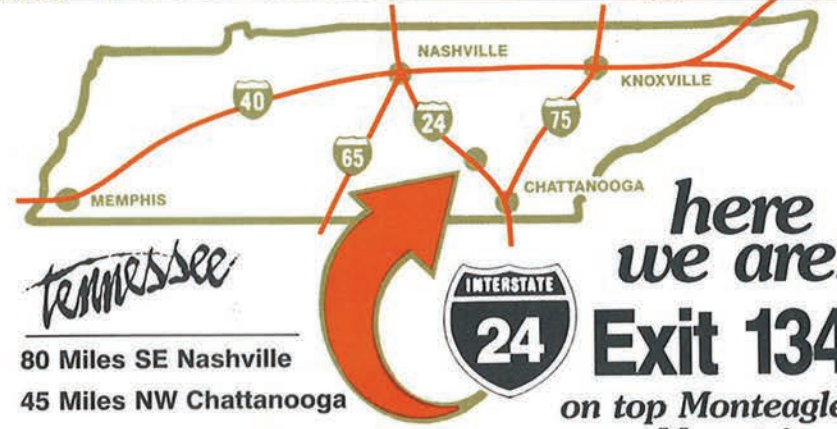 NASHVILLE
KNOXVILLE
40
24
75
65
MEMPHIS
CHATTANOOGA
here
we are
tennessee
INTERSTATE
24
Exit 134
80 Miles SE Nashville
45 Miles NW Chattanooga
on top Monteagle